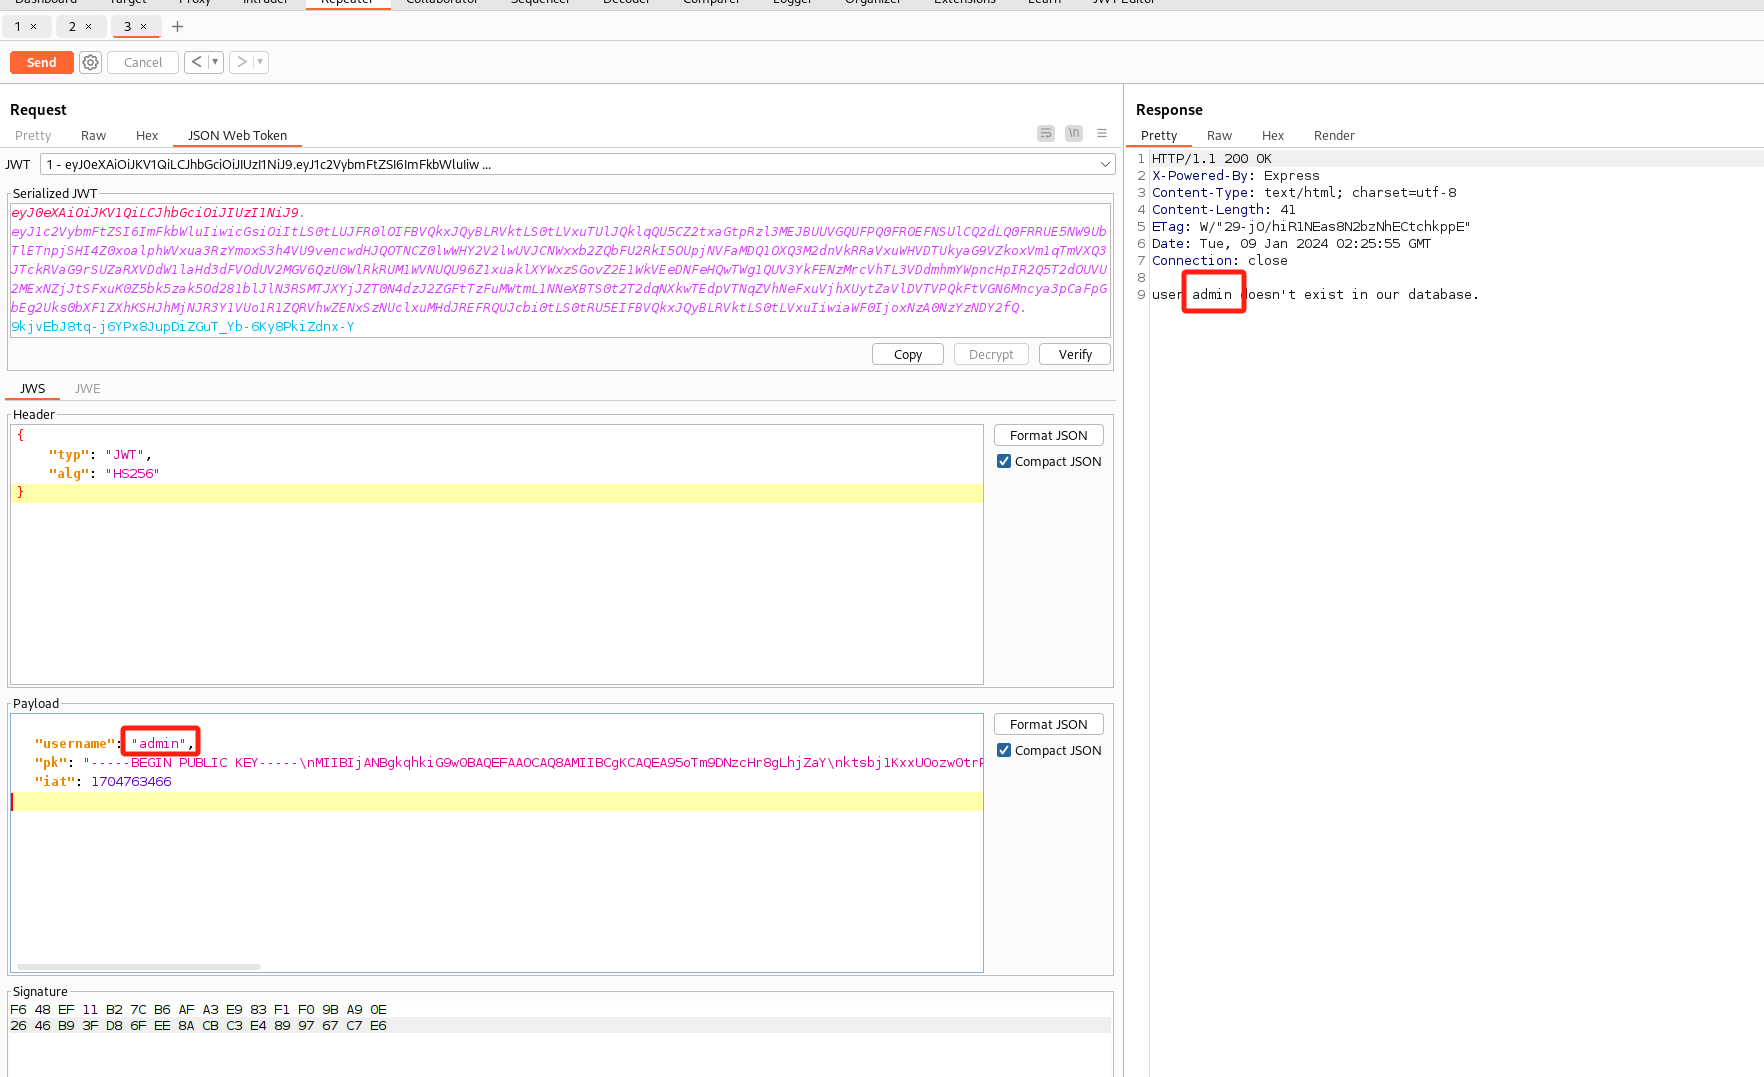 Dashboard Target Proxy Intruder Repeater Collaborator Sequencer Decoder Comparer Logger Organizer Extensions Learn JWT Editor
1 × 2 × 3 × +
Send Cancel < ▼ > ▼
Request
Pretty Raw Hex JSON Web Token
\n
JWT 1 - eyJ0eXAiOiJKV1QiLCJhbGciOiJIUzI1NiJ9.eyJ1c2VybmFtZSI6ImFkbWluIiw ...
Serialized JWT
eyJ0eXAiOiJKV1QiLCJhbGciOiJIUzI1NiJ9.
9kjvEbJ8tq-j6YPx8JupDiZGuT_Yb-6Ky8PkiZdnx-Y
Copy Decrypt Verify
JWS JWE
Header
{
"typ": "JWT",
"alg": "HS256"
}
Format JSON
Compact JSON
Payload
"username": "admin",
"pk": "-----BEGIN PUBLIC KEY-----\nMIIBIjANBgkqhkiG9w0BAQEFAAOCAQ8AMIIBCgKCAQEA95oTm9DNzcHr8gLhjZaY\nktsbj1KxxUOozw0trP
"iat": 1704763466
Format JSON
Compact JSON
Signature
F6 48 EF 11 B2 7C B6 AF A3 E9 83 F1 F0 9B A9 0E
26 46 B9 3F D8 6F EE 8A CB C3 E4 89 97 67 C7 E6
Response
Pretty Raw Hex Render
1 HTTP/1.1 200 OK
2 X-Powered-By: Express
3 Content-Type: text/html; charset=utf-8
4 Content-Length: 41
5 ETag: W/"29-jO/hiR1NEas8N2bzNhECtchkppE"
6 Date: Tue, 09 Jan 2024 02:25:55 GMT
7 Connection: close
8
9 user admin doesn't exist in our database.